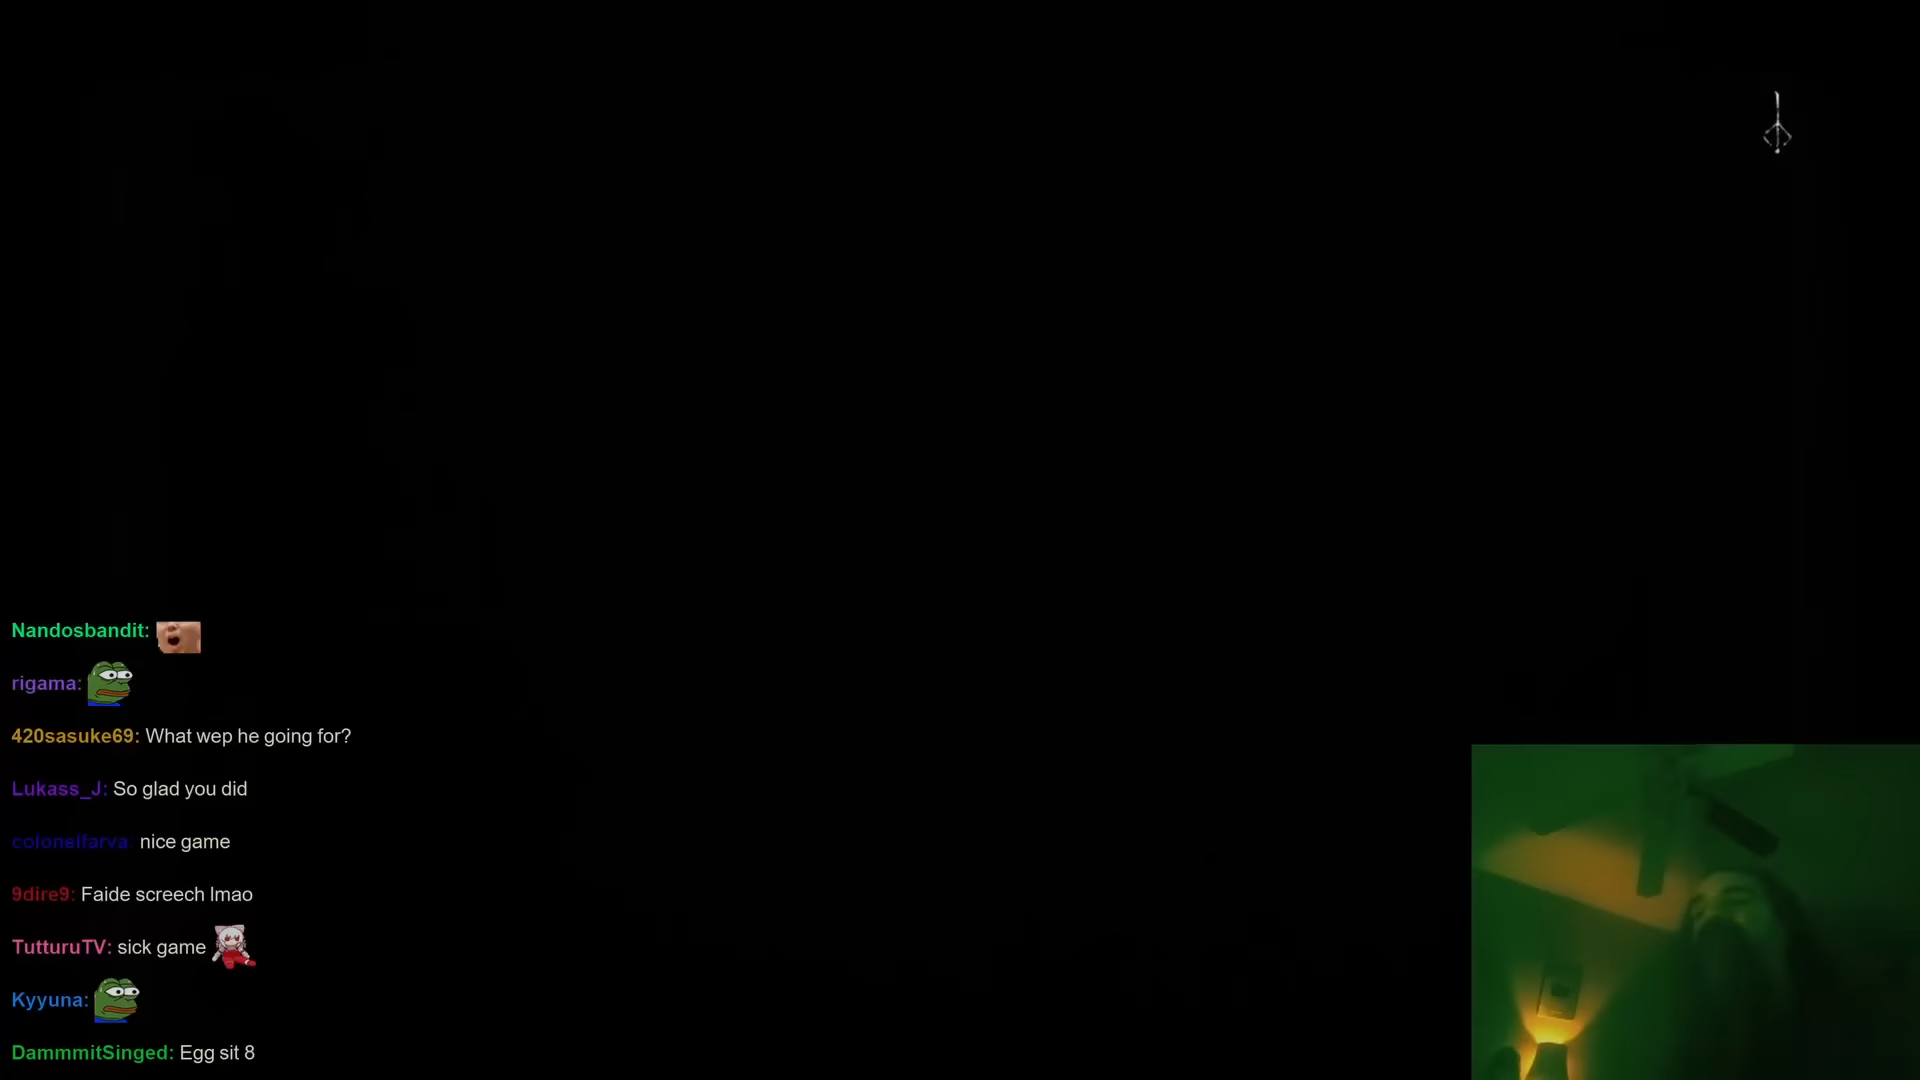 Nandosbandit:
rigama:
420sasuke69: What wep he going for?
Lukass_J: So glad you did
colonelfarva: nice game
9dire9: Faide screech lmao
TutturuTV: sick game
Kyyuna:
DammmitSinged: Egg sit 8